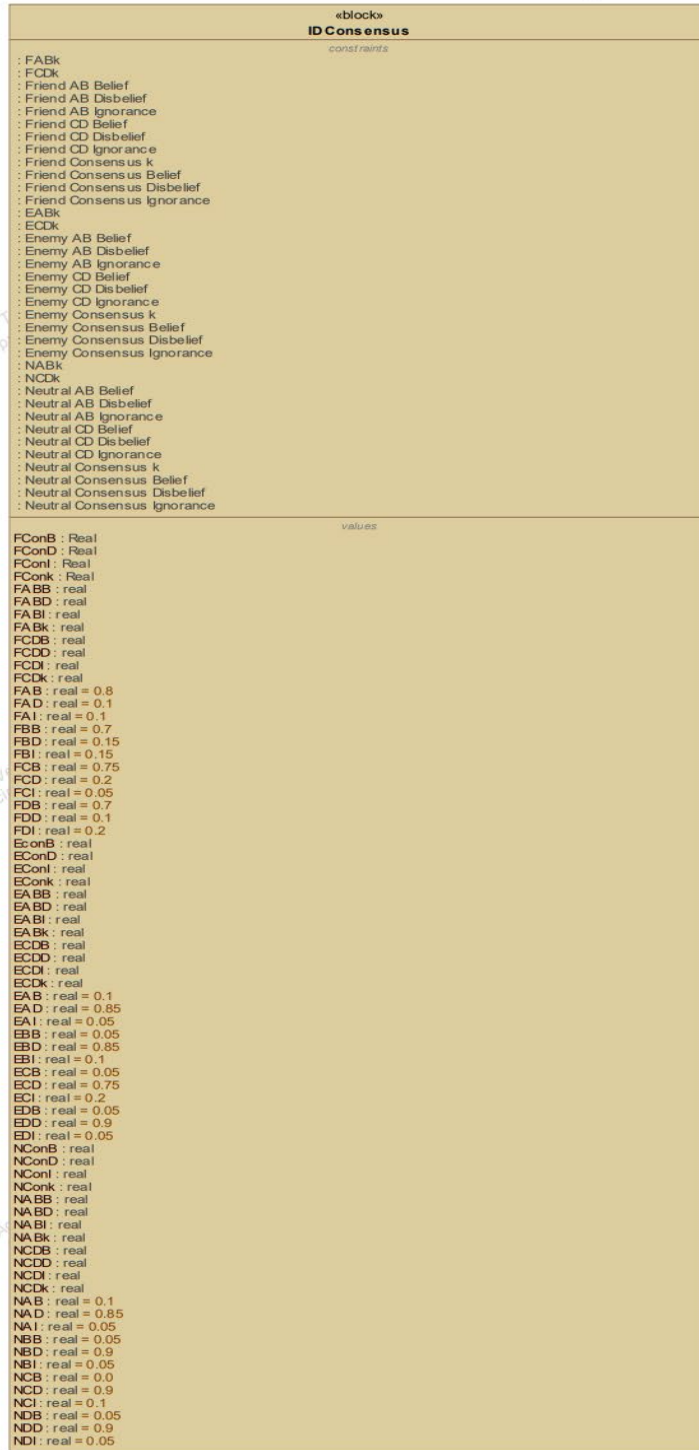 «block»
ID Consensus
constraints
: FABk
: FCDk
: Friend AB Belief
: Friend AB Disbelief
: Friend AB Ignorance
: Friend CD Belief
: Friend CD Disbelief
: Friend CD Ignorance
: Friend Consensus k
: Friend Consensus Belief
: Friend Consensus Disbelief
: Friend Consensus Ignorance
: EABk
: ECDk
: Enemy AB Belief
: Enemy AB Disbelief
: Enemy AB Ignorance
: Enemy CD Belief
: Enemy CD Disbelief
: Enemy CD Ignorance
: Enemy Consensus k
: Enemy Consensus Belief
: Enemy Consensus Disbelief
: Enemy Consensus Ignorance
: NABk
: NCDk
: Neutral AB Belief
: Neutral AB Disbelief
: Neutral AB Ignorance
: Neutral CD Belief
: Neutral CD Disbelief
: Neutral CD Ignorance
: Neutral Consensus k
: Neutral Consensus Belief
: Neutral Consensus Disbelief
: Neutral Consensus Ignorance
values
FConB : Real
FConD : Real
FConI : Real
FConk : Real
FABB : real
FABD : real
FABI : real
FABk : real
FCDB : real
FCDD : real
FCDI : real
FCDk : real
FAB : real = 0.8
FAD : real = 0.1
FAI : real = 0.1
FBB : real = 0.7
FBD : real = 0.15
FBI : real = 0.15
FCB : real = 0.75
FCD : real = 0.2
FCI : real = 0.05
FDB : real = 0.7
FDD : real = 0.1
FDI : real = 0.2
EconB : real
EConD : real
EConI : real
EConk : real
EABB : real
EABD : real
EABI : real
EABk : real
ECDB : real
ECDD : real
ECDI : real
ECDk : real
EAB : real = 0.1
EAD : real = 0.85
EAI : real = 0.05
EBB : real = 0.05
EBD : real = 0.85
EBI : real = 0.1
ECB : real = 0.05
ECD : real = 0.75
ECI : real = 0.2
EDB : real = 0.05
EDD : real = 0.9
EDI : real = 0.05
NConB : real
NConD : real
NConI : real
NConk : real
NABB : real
NABD : real
NABI : real
NABk : real
NCDB : real
NCDD : real
NCDI : real
NCDk : real
NAB : real = 0.1
NAD : real = 0.85
NAI : real = 0.05
NBB : real = 0.05
NBD : real = 0.9
NBI : real = 0.05
NCB : real = 0.0
NCD : real = 0.9
NCI : real = 0.1
NDB : real = 0.05
NDD : real = 0.9
NDI : real = 0.05